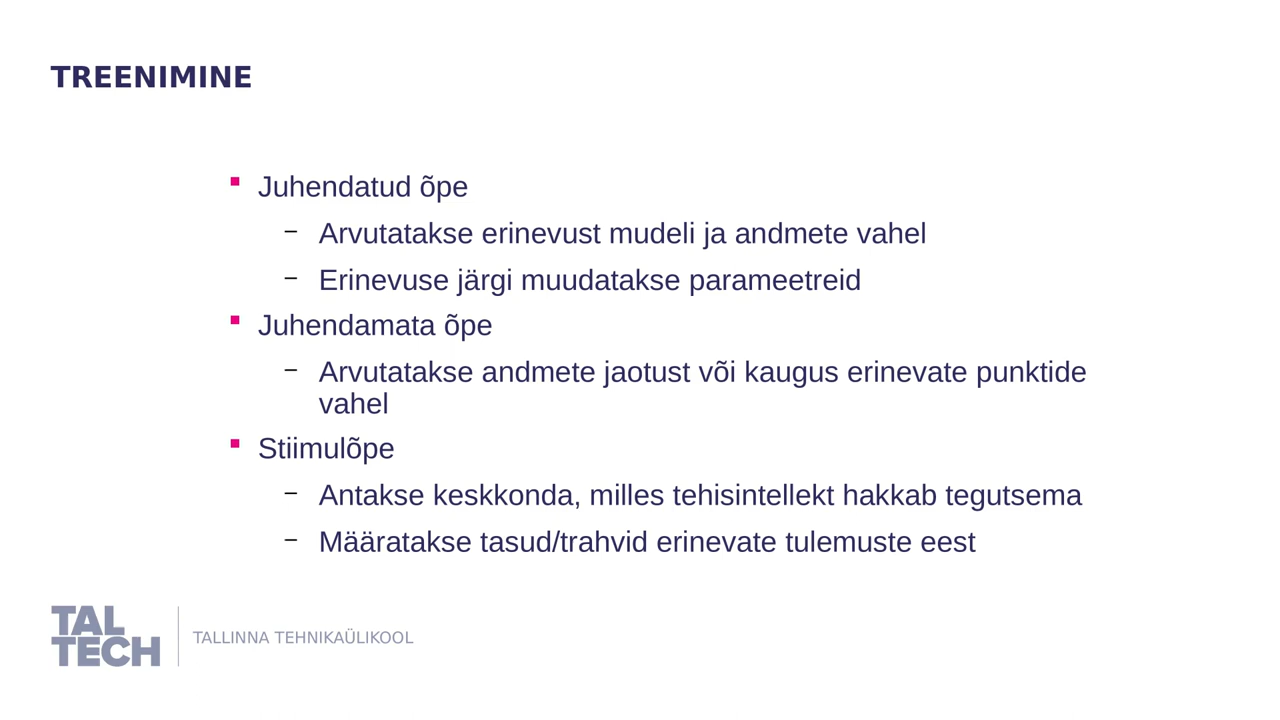 TREENIMINE
Juhendatud õpe
– Arvutatakse erinevust mudeli ja andmete vahel
– Erinevuse järgi muudatakse parameetreid
Juhendamata õpe
– Arvutatakse andmete jaotust või kaugus erinevate punktide
vahel
Stiimulõpe
– Antakse keskkonda, milles tehisintellekt hakkab tegutsema
– Määratakse tasud/trahvid erinevate tulemuste eest
TAL
TECH
TALLINNA TEHNIKAÜLIKOOL